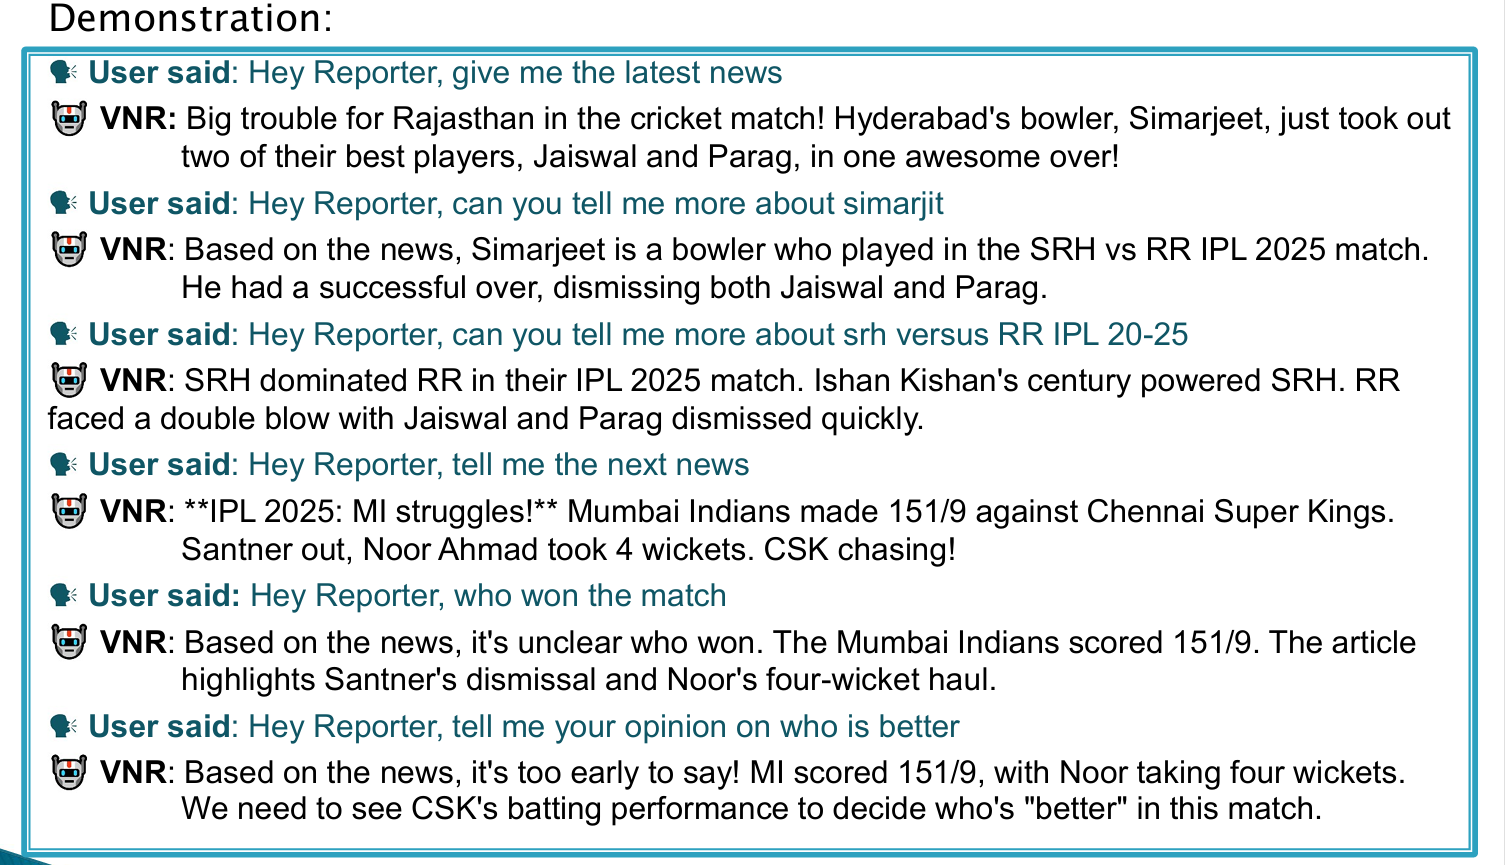 Demonstration:
User said: Hey Reporter, give me the latest news
VNR: Big trouble for Rajasthan in the cricket match! Hyderabad's bowler, Simarjeet, just took out
two of their best players, Jaiswal and Parag, in one awesome over!
User said: Hey Reporter, can you tell me more about simarjit
VNR: Based on the news, Simarjeet is a bowler who played in the SRH vs RR IPL 2025 match.
He had a successful over, dismissing both Jaiswal and Parag.
User said: Hey Reporter, can you tell me more about srh versus RR IPL 20-25
VNR: SRH dominated RR in their IPL 2025 match. Ishan Kishan's century powered SRH. RR
faced a double blow with Jaiswal and Parag dismissed quickly.
User said: Hey Reporter, tell me the next news
VNR: **IPL 2025: MI struggles!** Mumbai Indians made 151/9 against Chennai Super Kings.
Santner out, Noor Ahmad took 4 wickets. CSK chasing!
User said: Hey Reporter, who won the match
VNR: Based on the news, it's unclear who won. The Mumbai Indians scored 151/9. The article
highlights Santner's dismissal and Noor's four-wicket haul.
User said: Hey Reporter, tell me your opinion on who is better
VNR: Based on the news, it's too early to say! MI scored 151/9, with Noor taking four wickets.
We need to see CSK's batting performance to decide who's "better" in this match.